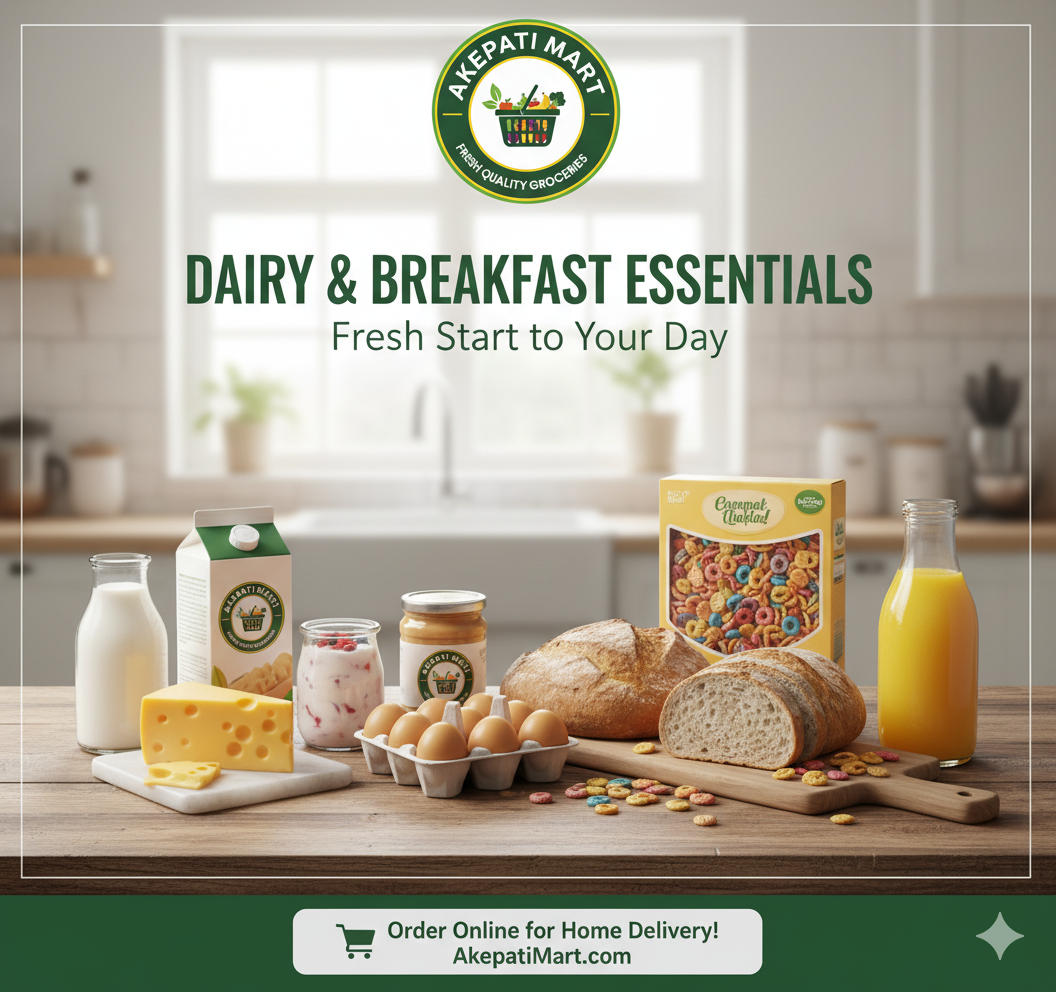 AKEPATI MART
FRESH QUALITY GROCERIES
DAIRY & BREAKFAST ESSENTIALS
Fresh Start to Your Day
Order Online for Home Delivery!
AkepatiMart.com